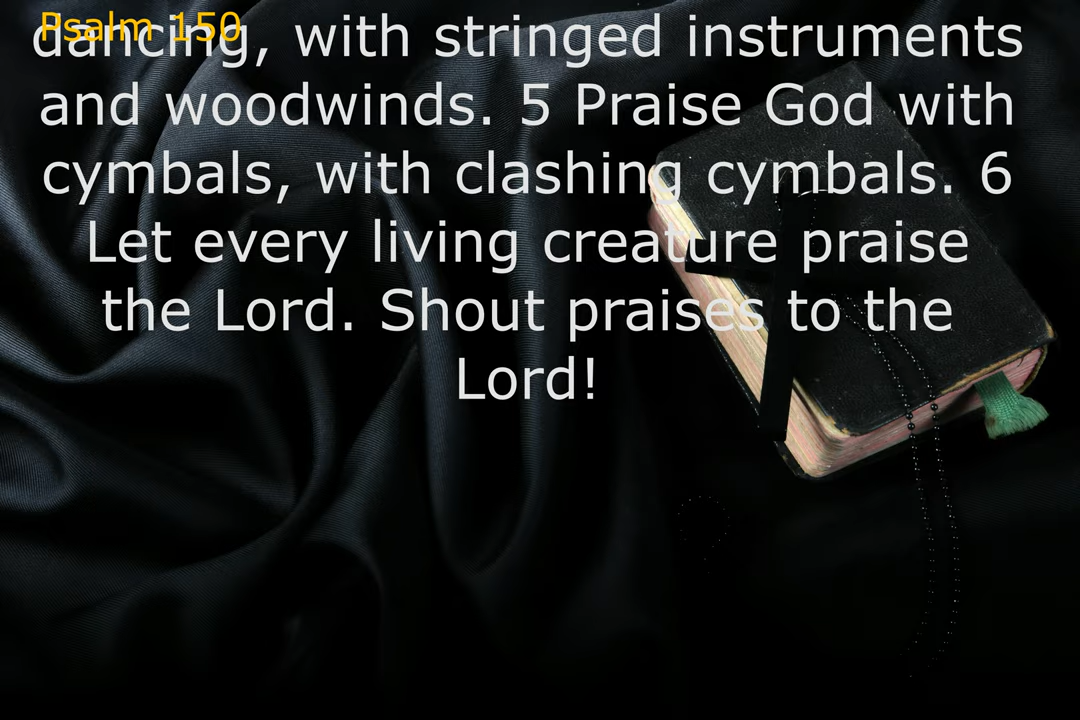 Psalm 150
dancing, with stringed instruments
and woodwinds. 5 Praise God with
cymbals, with clashing cymbals. 6
Let every living creature praise
the Lord. Shout praises to the
Lord!